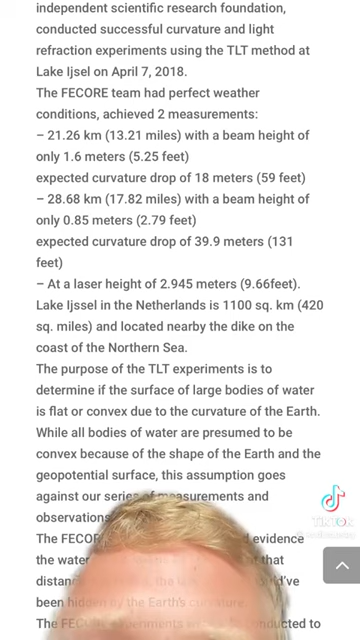 independent scientific research foundation,
conducted successful curvature and light
refraction experiments using the TLT method at
Lake Ijsel on April 7, 2018.
The FECORE team had perfect weather
conditions, achieved 2 measurements:
– 21.26 km (13.21 miles) with a beam height of
only 1.6 meters (5.25 feet)
expected curvature drop of 18 meters (59 feet)
– 28.68 km (17.82 miles) with a beam height of
only 0.85 meters (2.79 feet)
expected curvature drop of 39.9 meters (131
feet)
– At a laser height of 2.945 meters (9.66feet).
Lake Ijssel in the Netherlands is 1100 sq. km (420
sq. miles) and located nearby the dike on the
coast of the Northern Sea.
The purpose of the TLT experiments is to
determine if the surface of large bodies of water
is flat or convex due to the curvature of the Earth.
While all bodies of water are presumed to be
convex because of the shape of the Earth and the
geopotential surface, this assumption goes
against our series of measurements and
observations
TikTok
The evidence
the water that
distan
been hidden by the Earth's curvature.
The FECORE experiments conducted to